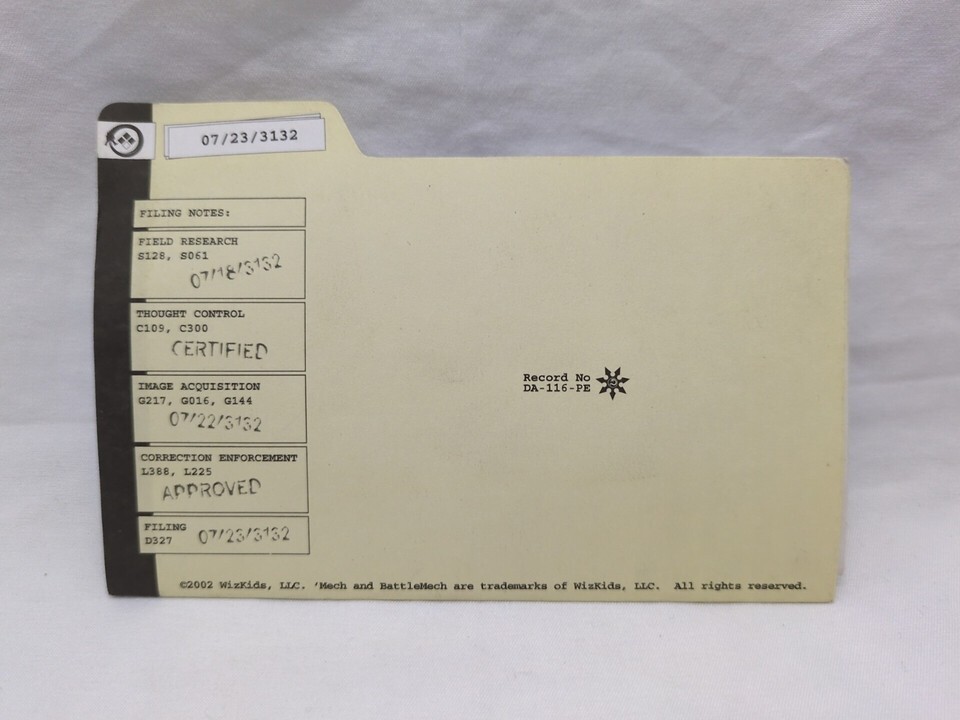 07/23/3132
FILING NOTES:
FIELD RESEARCH
S128, S061
07/18/3132
THOUGHT CONTROL
C109, C300
CERTIFIED
IMAGE ACQUISITION
G217, G016, G144
07/22/3132
CORRECTION ENFORCEMENT
L388, L225
APPROVED
FILING
D327
07/23/3132
Record No
DA-116-PE
©2002 WizKids, LLC. 'Mech and BattleMech are trademarks of WizKids, LLC. All rights reserved.